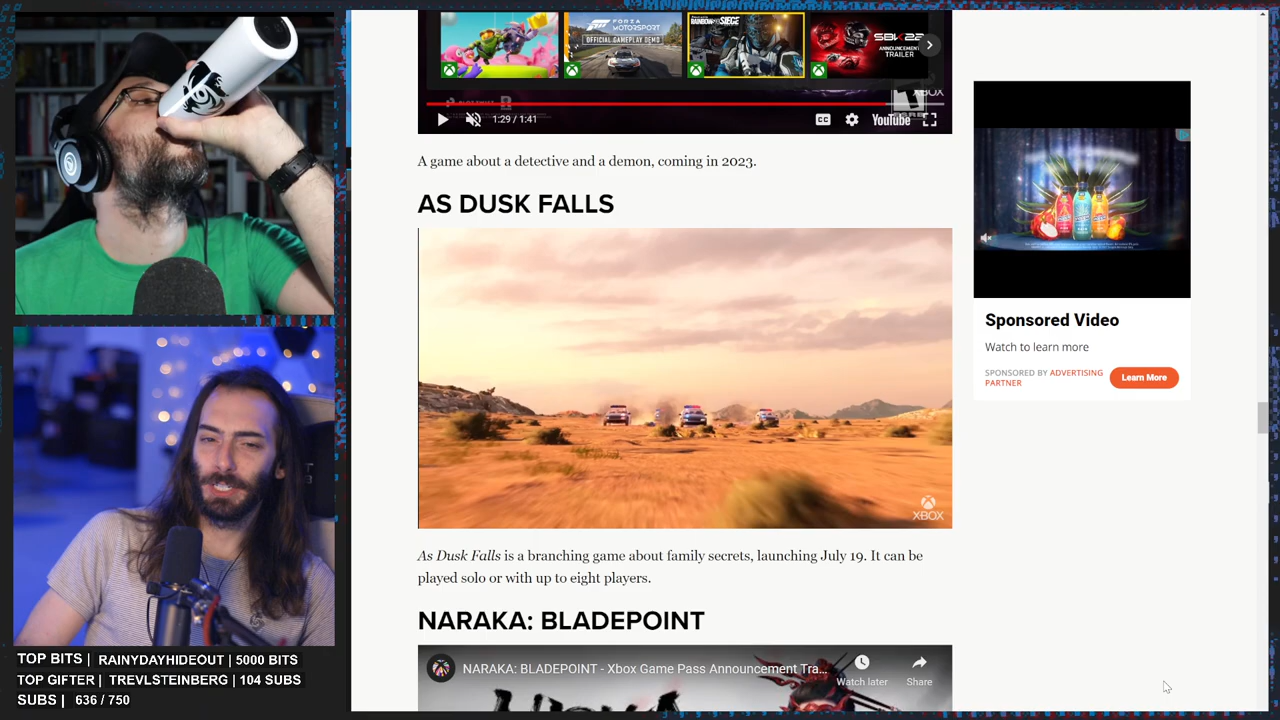 FORZA
MOTORSPORT
OFFICIAL GAMEPLAY DEMO
RAINBOW SIX SIEGE
SBK 22
ANNOUNCEMENT
TRAILER
XBOX
1:29 / 1:41
CC
YouTube
A game about a detective and a demon, coming in 2023.
AS DUSK FALLS
XBOX
As Dusk Falls is a branching game about family secrets, launching July 19. It can be
played solo or with up to eight players.
NARAKA: BLADEPOINT
NARAKA: BLADEPOINT - Xbox Game Pass Announcement Tra...
Watch later
Share
Sponsored Video
Watch to learn more
SPONSORED BY ADVERTISING
PARTNER
Learn More
TOP BITS | RAINYDAYHIDEOUT | 5000 BITS
TOP GIFTER | TREVLSTEINBERG | 104 SUBS
SUBS | 636 / 750